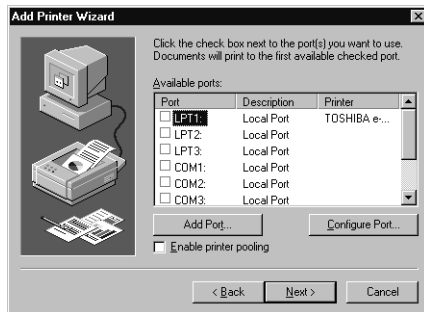 Add Printer Wizard
Click the check box next to the port(s) you want to use.
Documents will print to the first available checked port.
Available ports:
Port Description Printer
LPT1: Local Port TOSHIBA e-...
LPT2: Local Port
LPT3: Local Port
COM1: Local Port
COM2: Local Port
COM3: Local Port
Add Port... Configure Port...
Enable printer pooling
< Back Next > Cancel